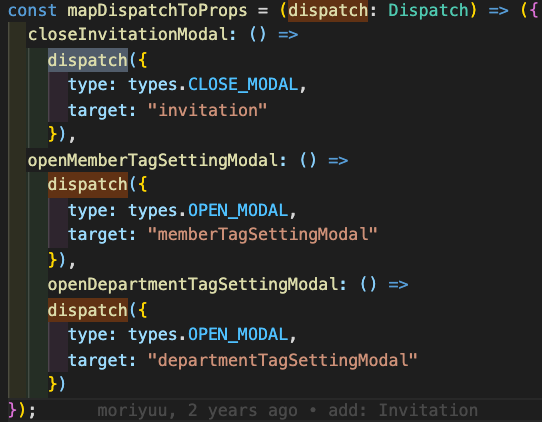 const mapDispatchToProps = (dispatch: Dispatch) => ({
closeInvitationModal: () =>
dispatch({
type: types.CLOSE_MODAL,
target: "invitation"
}),
openMemberTagSettingModal: () =>
dispatch({
type: types.OPEN_MODAL,
target: "memberTagSettingModal"
}),
openDepartmentTagSettingModal: () =>
dispatch({
type: types.OPEN_MODAL,
target: "departmentTagSettingModal"
})
}); moriyuu, 2 years ago • add: Invitation